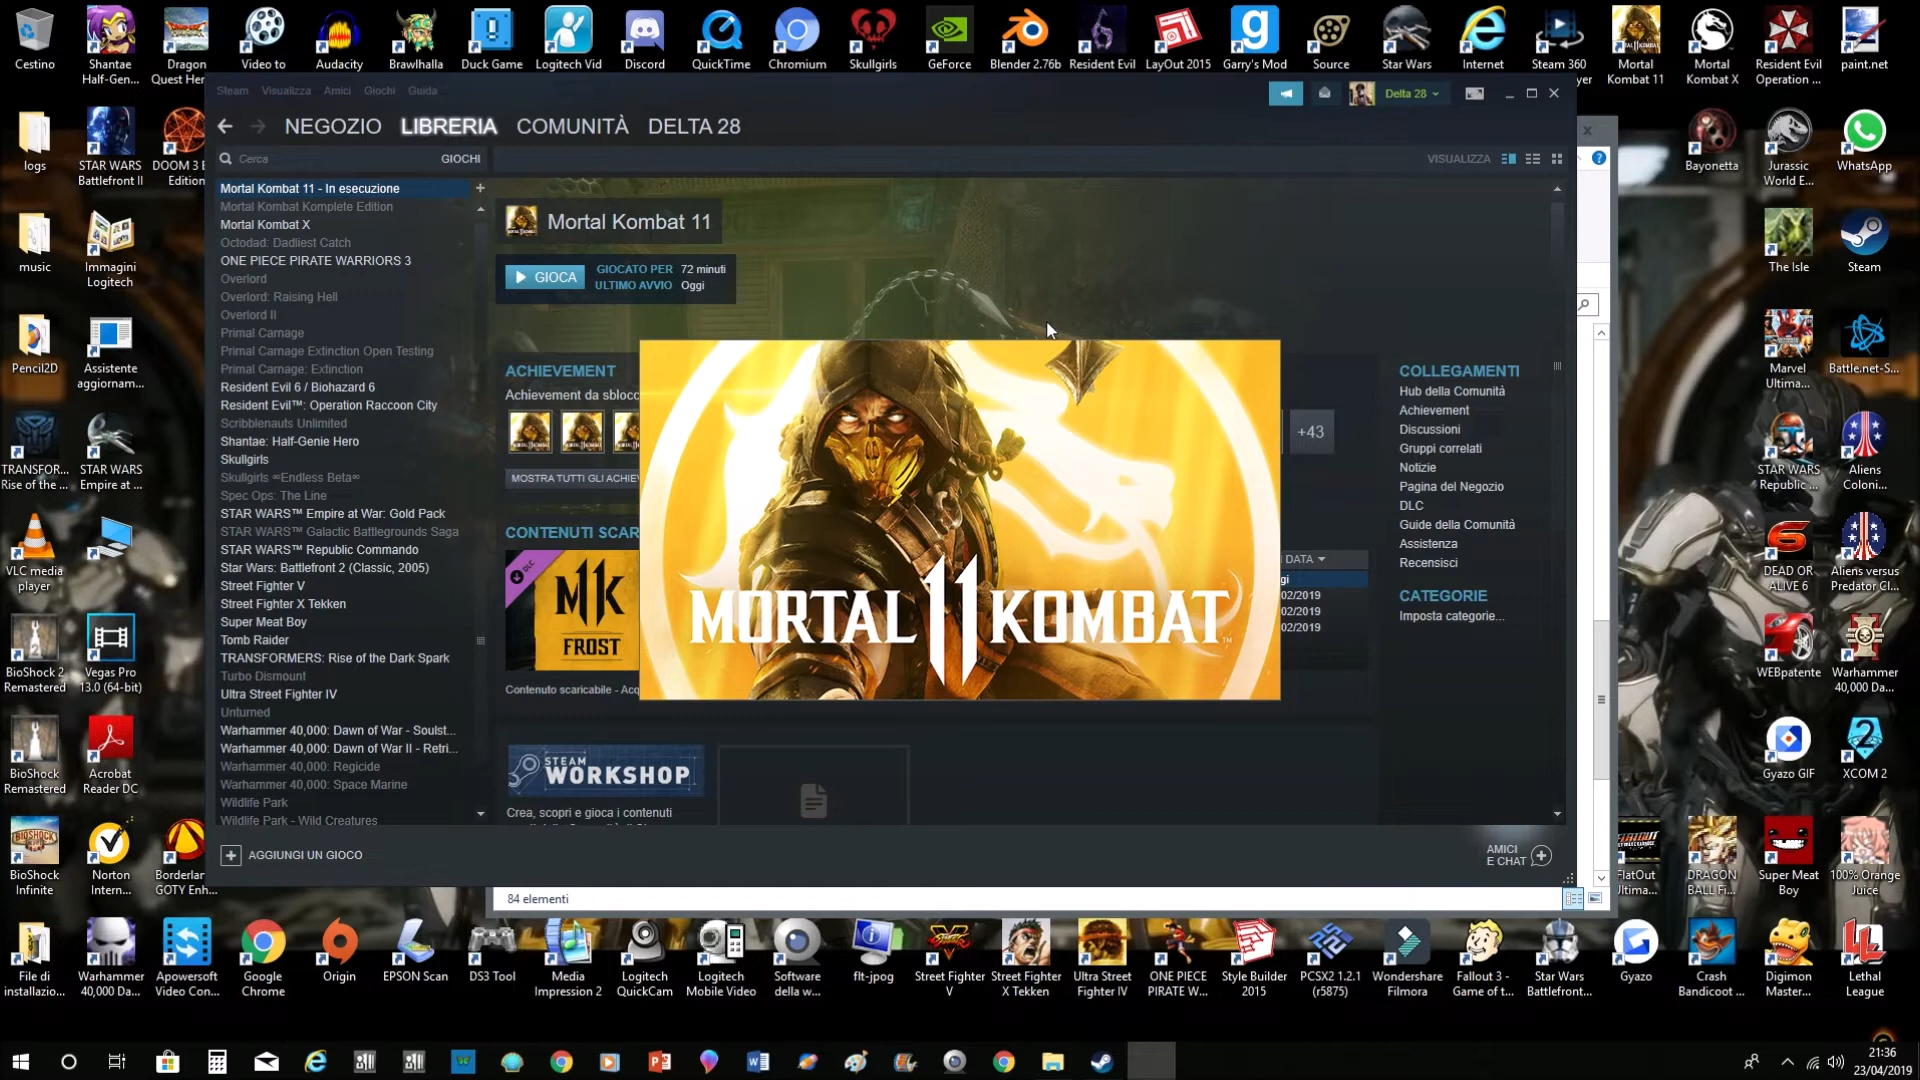 Cestino
Shantae
Half-Gen...
Dragon
Quest Her
Video to
Audacity
Brawlhalla
Duck Game
Logitech Vid
Discord
QuickTime
Chromium
Skullgirls
GeForce
Blender 2.76b
Resident Evil
LayOut 2015
Garry's Mod
Source
Star Wars
Internet
Steam 360
yer
Mortal
Kombat 11
Mortal
Kombat X
Resident Evil
Operation ...
paint.net
Steam Visualizza Amici Giochi Guida
Delta 28
NEGOZIO LIBRERIA COMUNITÀ DELTA 28
Cerca
GIOCHI
VISUALIZZA
Mortal Kombat 11 - In esecuzione
Mortal Kombat Komplete Edition
Mortal Kombat X
Octodad: Dadliest Catch
ONE PIECE PIRATE WARRIORS 3
Overlord
Overlord: Raising Hell
Overlord II
Primal Carnage
Primal Carnage Extinction Open Testing
Primal Carnage: Extinction
Resident Evil 6 / Biohazard 6
Resident Evil™: Operation Raccoon City
Scribblenauts Unlimited
Shantae: Half-Genie Hero
Skullgirls
Skullgirls ∞Endless Beta∞
Spec Ops: The Line
STAR WARS™ Empire at War: Gold Pack
STAR WARS™ Galactic Battlegrounds Saga
STAR WARS™ Republic Commando
Star Wars: Battlefront 2 (Classic, 2005)
Street Fighter V
Street Fighter X Tekken
Super Meat Boy
Tomb Raider
TRANSFORMERS: Rise of the Dark Spark
Turbo Dismount
Ultra Street Fighter IV
Unturned
Warhammer 40,000: Dawn of War - Soulst...
Warhammer 40,000: Dawn of War II - Retri...
Warhammer 40,000: Regicide
Warhammer 40,000: Space Marine
Wildlife Park
Wildlife Park - Wild Creatures
AGGIUNGI UN GIOCO
Mortal Kombat 11
GIOCA
GIOCATO PER 72 minuti
ULTIMO AVVIO Oggi
ACHIEVEMENT
Achievement da sblocc
+43
MOSTRA TUTTI GLI ACHIEV
CONTENUTI SCAR
DLC
MK
FROST
Contenuto scaricabile - Acq
MORTAL 11 KOMBAT™
DATA
gi
02/2019
02/2019
02/2019
STEAM
WORKSHOP
Crea, scopri e gioca i contenuti
COLLEGAMENTI
Hub della Comunità
Achievement
Discussioni
Gruppi correlati
Notizie
Pagina del Negozio
DLC
Guide della Comunità
Assistenza
Recensisci
CATEGORIE
Imposta categorie...
AMICI
E CHAT
84 elementi
logs
STAR WARS
Battlefront II
DOOM 3 B
Edition
music
Immagini
Logitech
Pencil2D
Assistente
aggiornam...
TRANSFOR...
Rise of the ...
STAR WARS
Empire at ...
VLC media
player
BioShock 2
Remastered
Vegas Pro
13.0 (64-bit)
BioShock
Remastered
Acrobat
Reader DC
BioShock
Infinite
Norton
Intern...
Borderlan
GOTY Enh...
Bayonetta
Jurassic
World E...
WhatsApp
The Isle
Steam
Marvel
Ultima...
Battle.net-S...
STAR WARS
Republic ...
Aliens
Coloni...
DEAD OR
ALIVE 6
Aliens versus
Predator Cl...
WEBpatente
Warhammer
40,000 Da...
Gyazo GIF
XCOM 2
FlatOut
Ultima...
DRAGON
BALL Fi...
Super Meat
Boy
100% Orange
Juice
File di
installazio...
Warhammer
40,000 Da...
Apowersoft
Video Con...
Google
Chrome
Origin
EPSON Scan
DS3 Tool
Media
Impression 2
Logitech
QuickCam
Logitech
Mobile Video
Software
della w...
flt-jpog
Street Fighter
V
Street Fighter
X Tekken
Ultra Street
Fighter IV
ONE PIECE
PIRATE W...
Style Builder
2015
PCSX2 1.2.1
(r5875)
Wondershare
Filmora
Fallout 3 -
Game of t...
Star Wars
Battlefront...
Gyazo
Crash
Bandicoot ...
Digimon
Master...
Lethal
League
21:36
23/04/2019